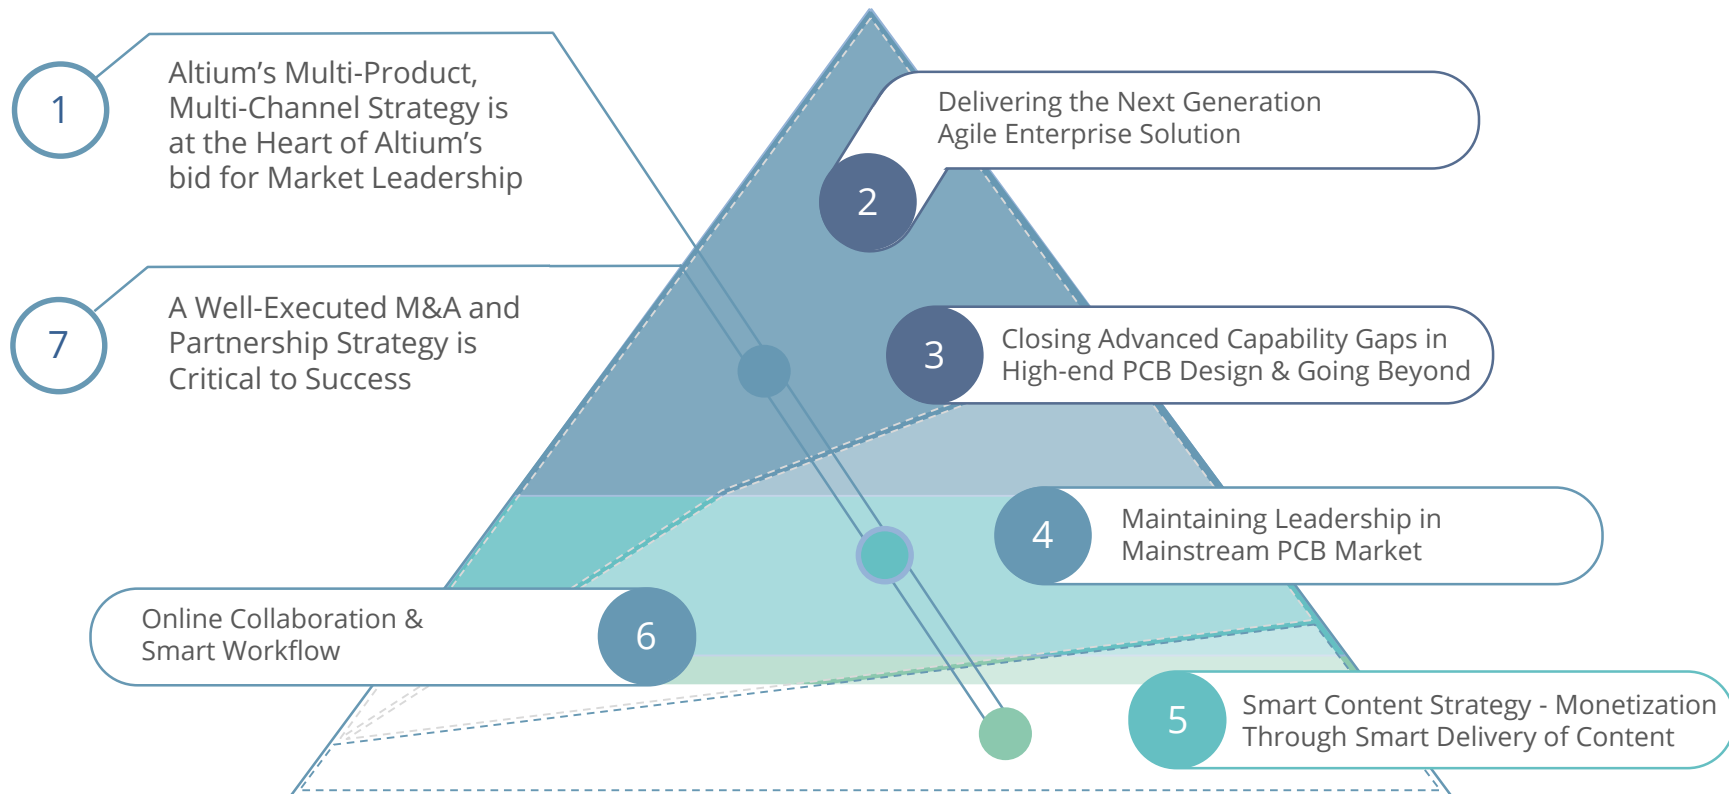 1
Altium’s Multi-Product,
Multi-Channel Strategy is
at the Heart of Altium’s
bid for Market Leadership
2
Delivering the Next Generation
Agile Enterprise Solution
7
A Well-Executed M&A and
Partnership Strategy is
Critical to Success
3
Closing Advanced Capability Gaps in
High-end PCB Design & Going Beyond
4
Maintaining Leadership in
Mainstream PCB Market
Online Collaboration &
Smart Workflow
6
5
Smart Content Strategy - Monetization
Through Smart Delivery of Content